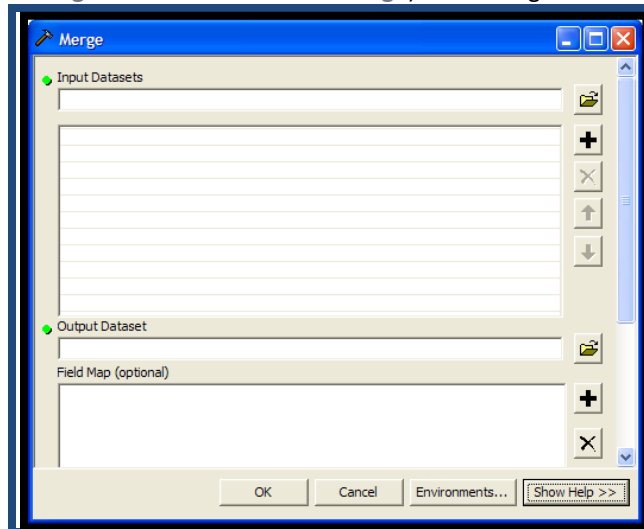 Merge
Input Datasets
Output Dataset
Field Map (optional)
OK Cancel Environments... Show Help >>